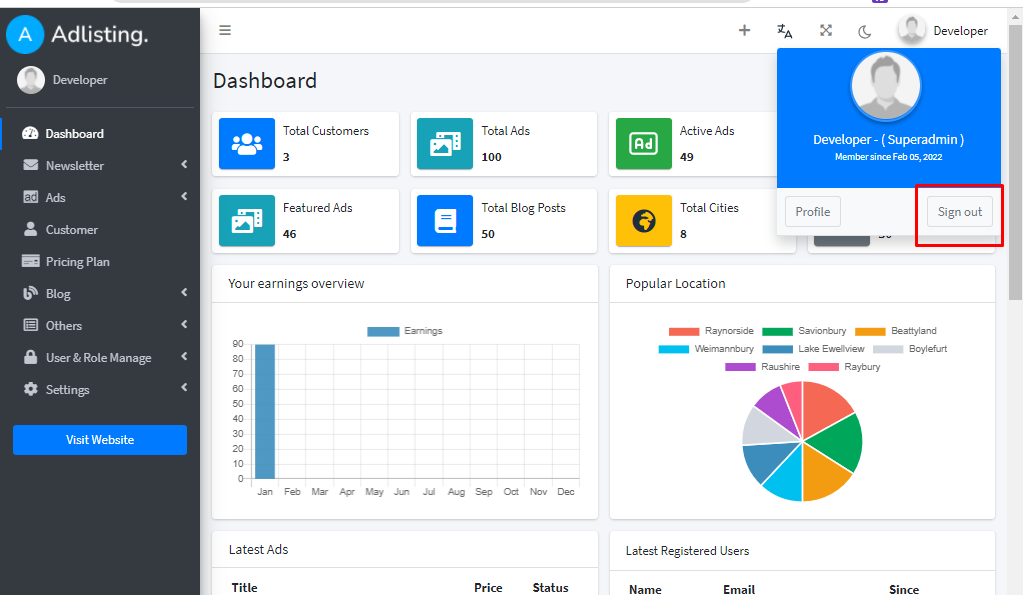 A Adlisting.
Developer
Dashboard
Newsletter
Ads
Customer
Pricing Plan
Blog
Others
User & Role Manage
Settings
Visit Website
Developer
Developer - ( Superadmin )
Member since Feb 05, 2022
Profile
Sign out
Dashboard
Total Customers
3
Total Ads
100
Active Ads
49
Featured Ads
46
Total Blog Posts
50
Total Cities
8
Your earnings overview
Earnings
90
80
70
60
50
40
30
20
10
0
Jan Feb Mar Apr May Jun Jul Aug Sep Oct Nov Dec
Popular Location
Raynorside Savionbury Beattyland
Weimannbury Lake Ewellview Boylefurt
Raushire Raybury
Latest Ads
Title Price Status
Latest Registered Users
Name Email Since